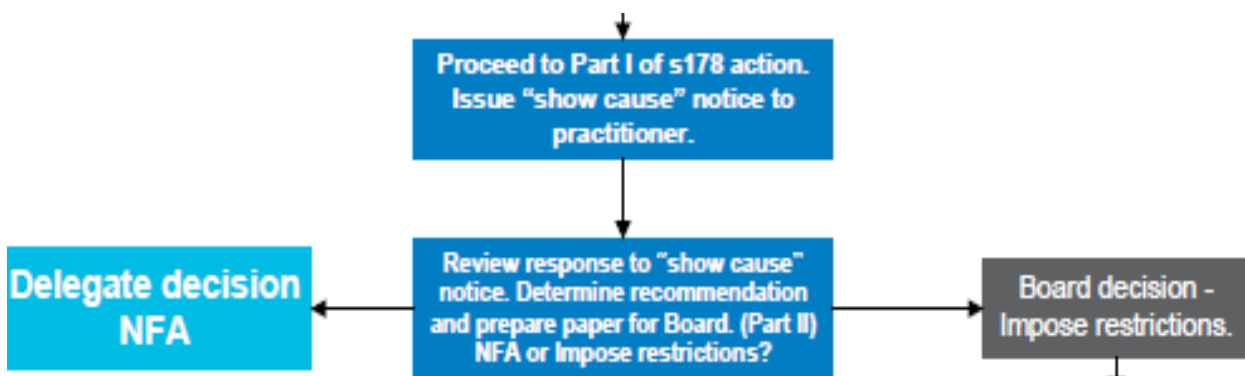 Proceed to Part I of s178 action.
Issue “show cause” notice to
practitioner.
Delegate decision
NFA
Review response to "show cause"
notice. Determine recommendation
and prepare paper for Board. (Part II)
NFA or Impose restrictions?
Board decision -
Impose restrictions.